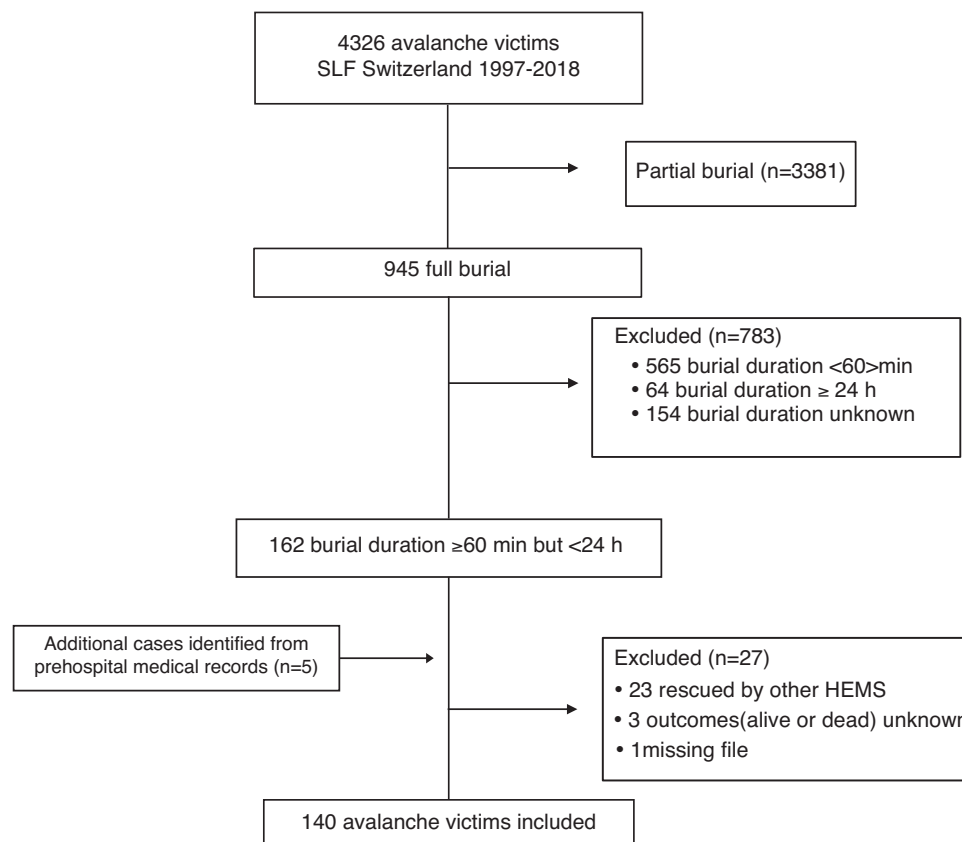 4326 avalanche victims
SLF Switzerland 1997-2018
Partial burial (n=3381)
945 full burial
Excluded (n=783)
• 565 burial duration <60>min
• 64 burial duration ≥ 24 h
• 154 burial duration unknown
162 burial duration ≥60 min but <24 h
Additional cases identified from
prehospital medical records (n=5)
Excluded (n=27)
• 23 rescued by other HEMS
• 3 outcomes(alive or dead) unknown
• 1missing file
140 avalanche victims included